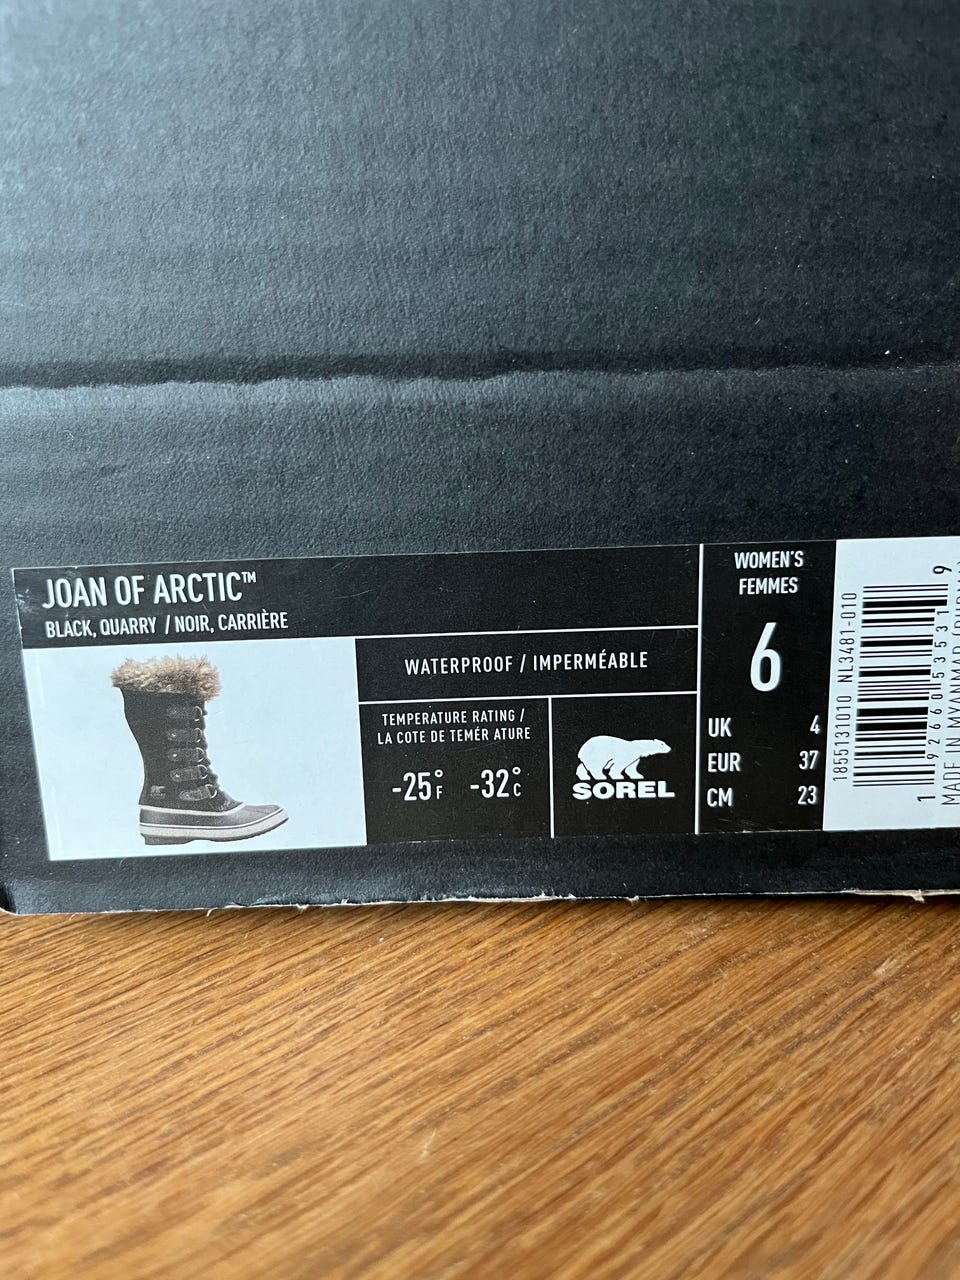 JOAN OF ARCTIC™
BLACK, QUARRY / NOIR, CARRIÈRE
WATERPROOF / IMPERMÉABLE
TEMPERATURE RATING /
LA COTE DE TEMÉR ATURE
-25°F -32°C
SOREL
WOMEN'S
FEMMES
6
UK 4
EUR 37
CM 23
1855131010 NL3481-010
1 92660 53531 9
MADE IN MYANMAR